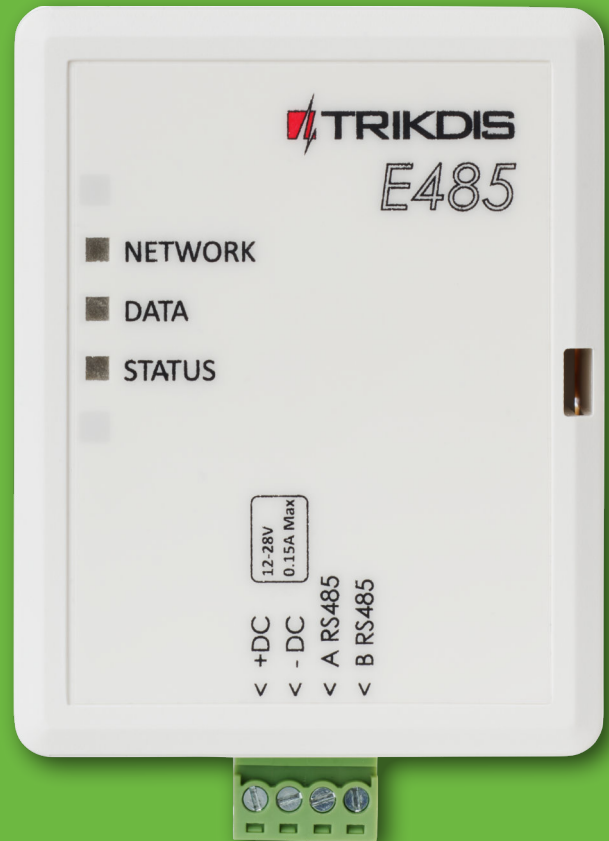 TRIKDIS
E485
NETWORK
DATA
STATUS
12-28V
0.15A Max
< +DC
< - DC
< A RS485
< B RS485